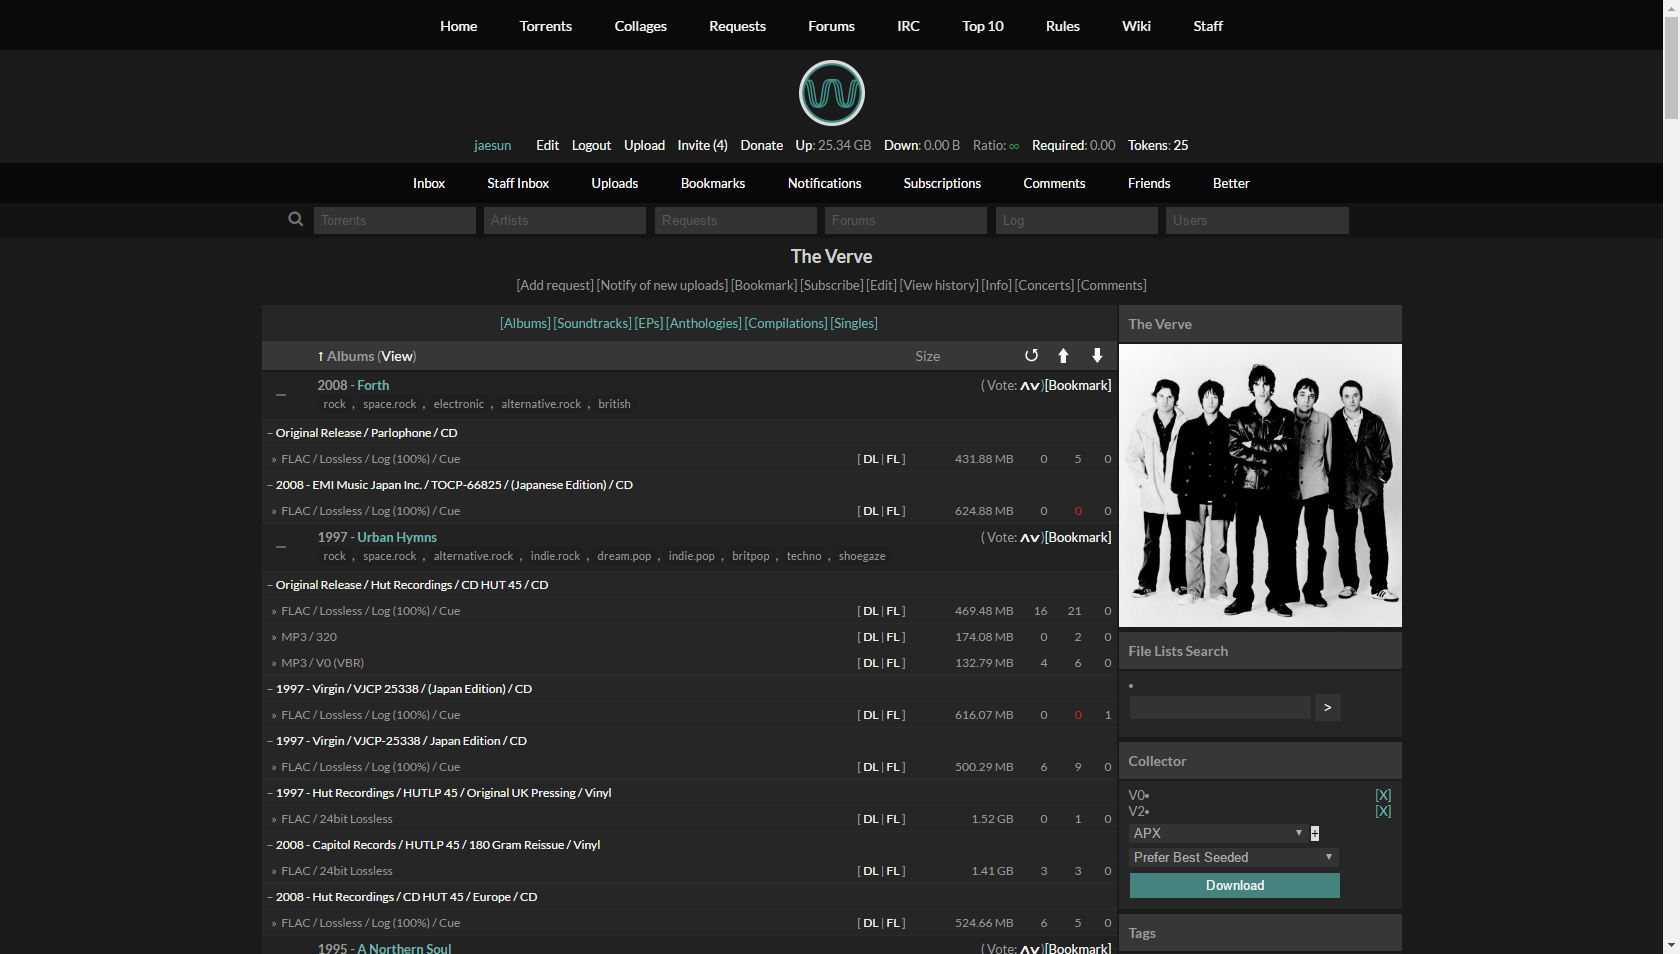 Home Torrents Collages Requests Forums IRC Top 10 Rules Wiki Staff
jaesun Edit Logout Upload Invite (4) Donate Up: 25.34 GB Down: 0.00 B Ratio: ∞ Required: 0.00 Tokens: 25
Inbox Staff Inbox Uploads Bookmarks Notifications Subscriptions Comments Friends Better
Torrents Artists Requests Forums Log Users
The Verve
[Add request] [Notify of new uploads] [Bookmark] [Subscribe] [Edit] [View history] [Info] [Concerts] [Comments]
[Albums] [Soundtracks] [EPs] [Anthologies] [Compilations] [Singles]
↑ Albums (View) Size
2008 - Forth (Vote: ʌv) [Bookmark]
rock , space.rock , electronic , alternative.rock , british
– Original Release / Parlophone / CD
» FLAC / Lossless / Log (100%) / Cue [ DL | FL ] 431.88 MB 0 5 0
– 2008 - EMI Music Japan Inc. / TOCP-66825 / (Japanese Edition) / CD
» FLAC / Lossless / Log (100%) / Cue [ DL | FL ] 624.88 MB 0 0 0
1997 - Urban Hymns (Vote: ʌv) [Bookmark]
rock , space.rock , alternative.rock , indie.rock , dream.pop , indie.pop , britpop , techno , shoegaze
– Original Release / Hut Recordings / CD HUT 45 / CD
» FLAC / Lossless / Log (100%) / Cue [ DL | FL ] 469.48 MB 16 21 0
» MP3 / 320 [ DL | FL ] 174.08 MB 0 2 0
» MP3 / V0 (VBR) [ DL | FL ] 132.79 MB 4 6 0
– 1997 - Virgin / VJCP 25338 / (Japan Edition) / CD
» FLAC / Lossless / Log (100%) / Cue [ DL | FL ] 616.07 MB 0 0 1
– 1997 - Virgin / VJCP-25338 / Japan Edition / CD
» FLAC / Lossless / Log (100%) / Cue [ DL | FL ] 500.29 MB 6 9 0
– 1997 - Hut Recordings / HUTLP 45 / Original UK Pressing / Vinyl
» FLAC / 24bit Lossless [ DL | FL ] 1.52 GB 0 1 0
– 2008 - Capitol Records / HUTLP 45 / 180 Gram Reissue / Vinyl
» FLAC / 24bit Lossless [ DL | FL ] 1.41 GB 3 3 0
– 2008 - Hut Recordings / CD HUT 45 / Europe / CD
» FLAC / Lossless / Log (100%) / Cue [ DL | FL ] 524.66 MB 6 5 0
1995 - A Northern Soul (Vote: ʌv) [Bookmark]
The Verve
File Lists Search
>
Collector
V0• [X]
V2• [X]
APX +
Prefer Best Seeded
Download
Tags